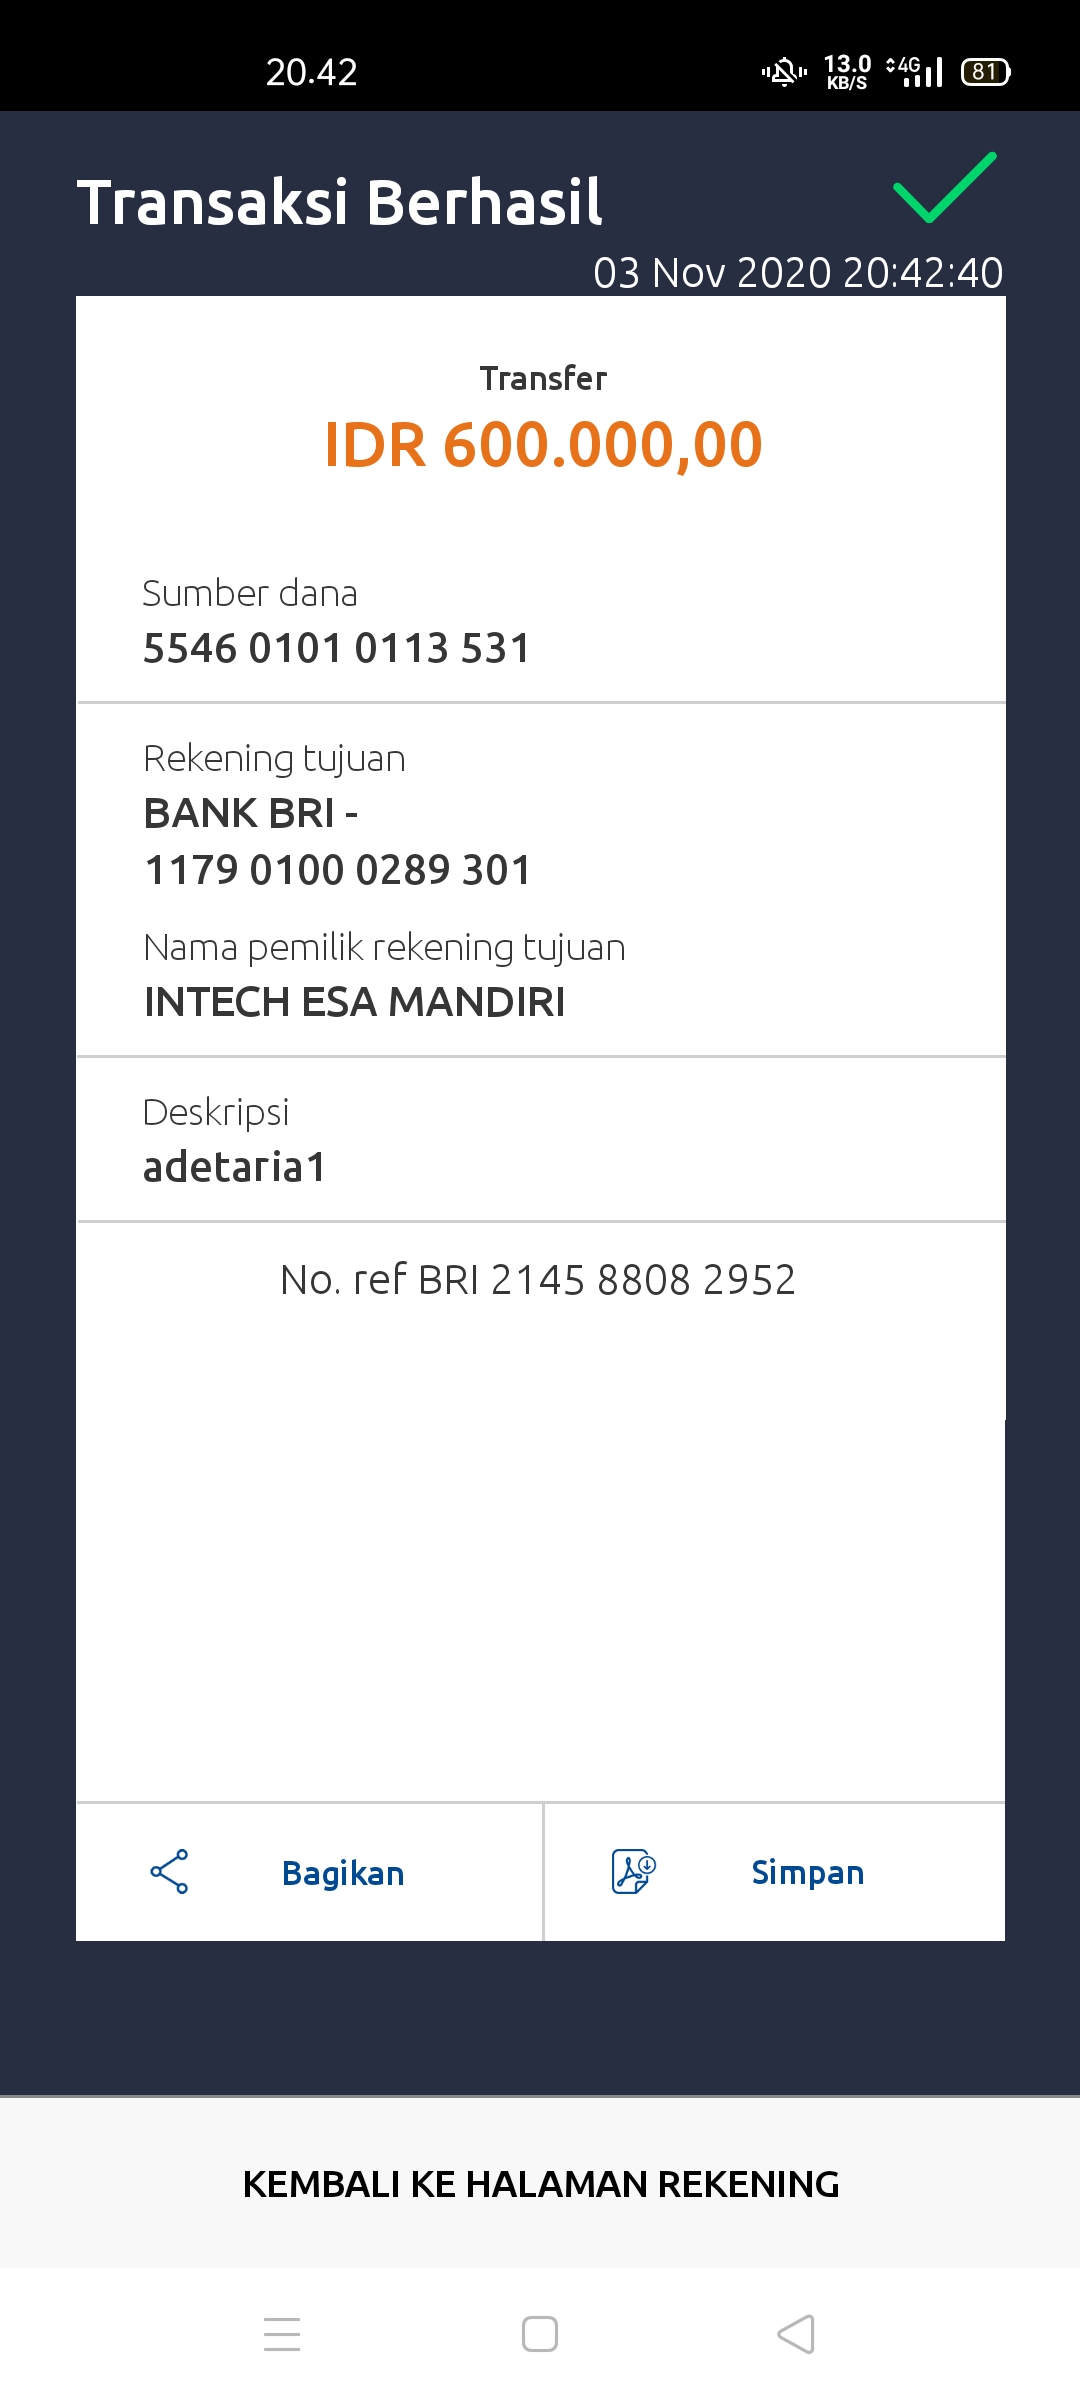 20.42
13.0
KB/S
4G
81
Transaksi Berhasil
03 Nov 2020 20:42:40
Transfer
IDR 600.000,00
Sumber dana
5546 0101 0113 531
Rekening tujuan
BANK BRI -
1179 0100 0289 301
Nama pemilik rekening tujuan
INTECH ESA MANDIRI
Deskripsi
adetaria1
No. ref BRI 2145 8808 2952
Bagikan
Simpan
KEMBALI KE HALAMAN REKENING